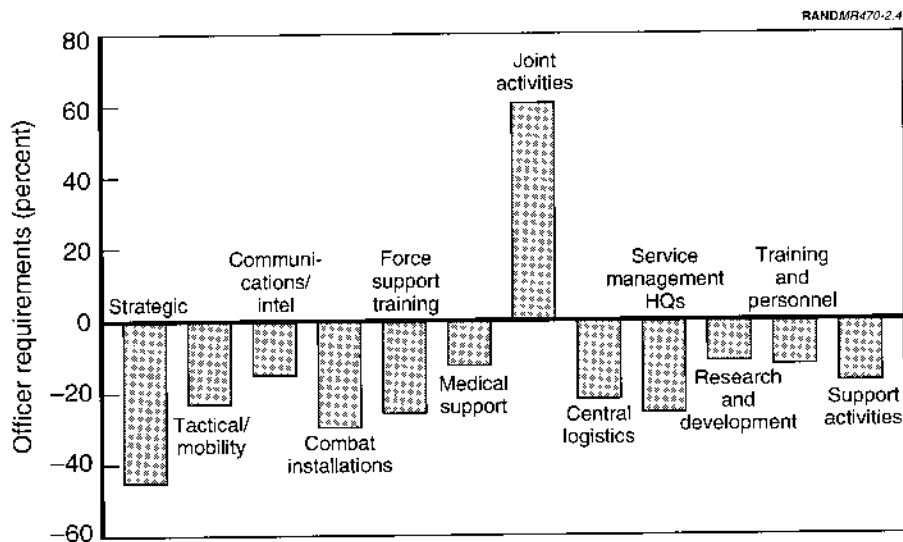 RANDMR470-2.4
Officer requirements (percent)
80
60
40
20
0
–20
–40
–60
Strategic
Tactical/
mobility
Communi-
cations/
intel
Combat
installations
Force
support
training
Medical
support
Joint
activities
Central
logistics
Service
management
HQs
Research
and
development
Training
and
personnel
Support
activities